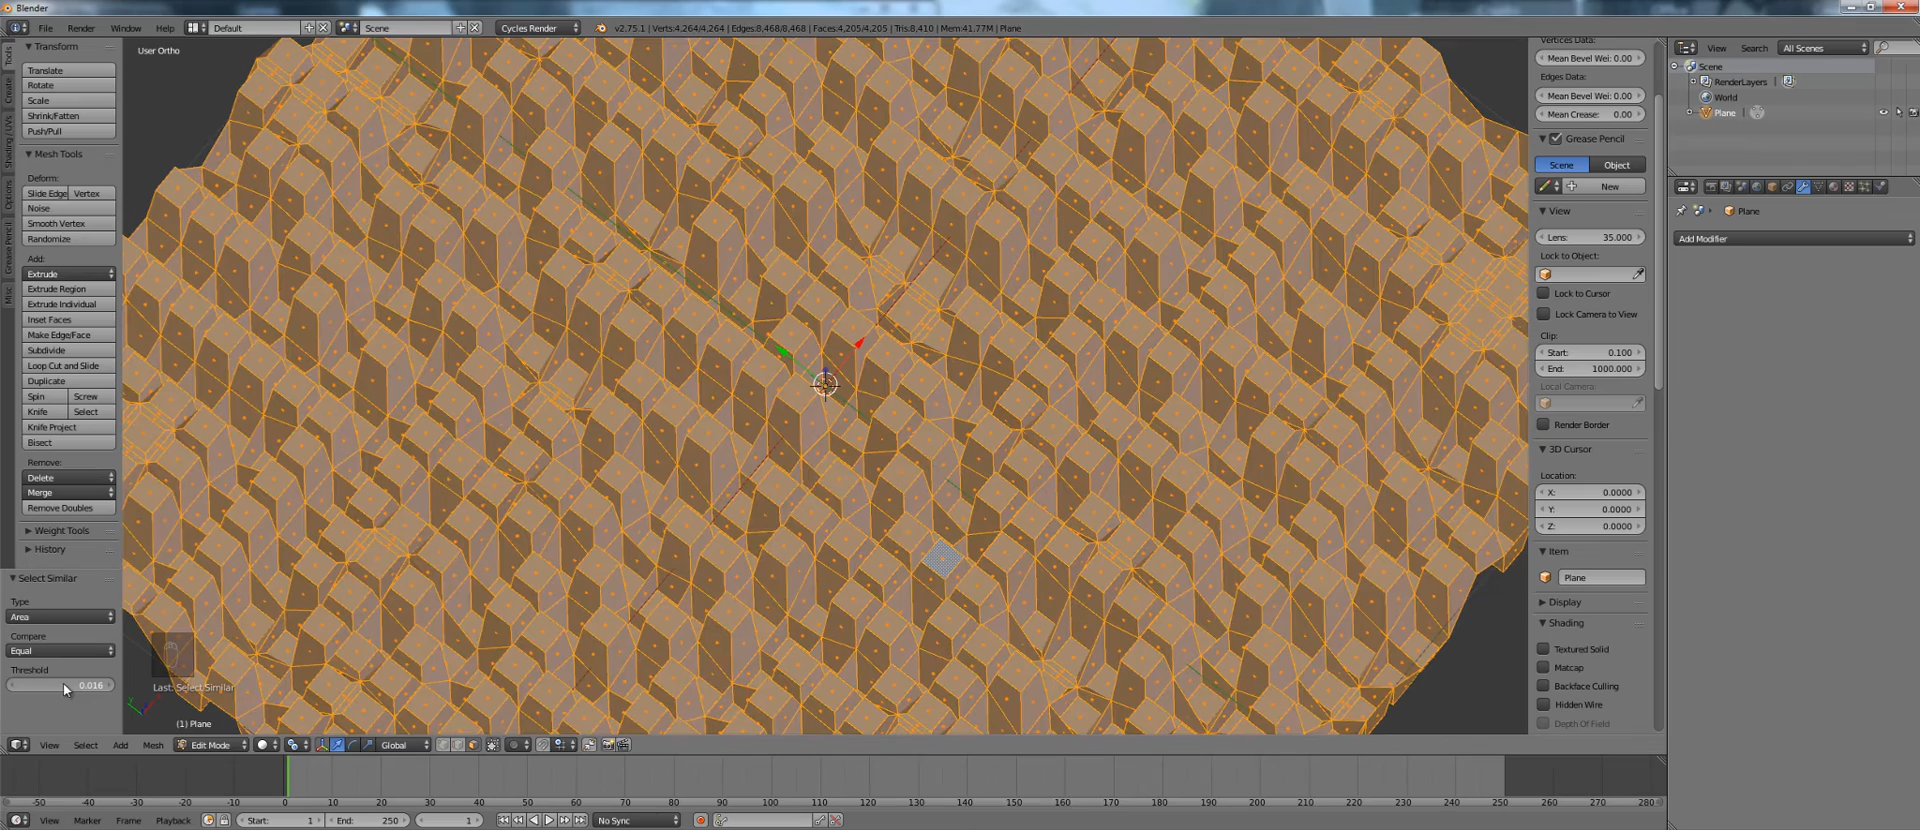 Blender
File Render Window Help Default Scene Cycles Render v2.75.1 | Verts:4,264/4,264 | Edges:8,468/8,468 | Faces:4,205/4,205 | Tris:8,410 | Mem:41.77M | Plane
Tools
Create
Shading / UVs
Options
Grease Pencil
Misc
Transform
Translate
Rotate
Scale
Shrink/Fatten
Push/Pull
Mesh Tools
Deform:
Slide Edge Vertex
Noise
Smooth Vertex
Randomize
Add:
Extrude
Extrude Region
Extrude Individual
Inset Faces
Make Edge/Face
Subdivide
Loop Cut and Slide
Duplicate
Spin Screw
Knife Select
Knife Project
Bisect
Remove:
Delete
Merge
Remove Doubles
Weight Tools
History
Select Similar
Type
Area
Compare
Equal
Threshold
0.016
User Ortho
Last: Select Similar
(1) Plane
Vertices Data:
Mean Bevel Wei: 0.00
Edges Data:
Mean Bevel Wei: 0.00
Mean Crease: 0.00
Grease Pencil
Scene Object
New
View
Lens: 35.000
Lock to Object:
Lock to Cursor
Lock Camera to View
Clip:
Start: 0.100
End: 1000.000
Local Camera:
Render Border
3D Cursor
Location:
X: 0.0000
Y: 0.0000
Z: 0.0000
Item
Plane
Display
Shading
Textured Solid
Matcap
Backface Culling
Hidden Wire
Depth Of Field
View Search All Scenes
Scene
RenderLayers
World
Plane
Plane
Add Modifier
View Select Add Mesh Edit Mode Global
-50 -40 -30 -20 -10 0 10 20 30 40 50 60 70 80 90 100 110 120 130 140 150 160 170 180 190 200 210 220 230 240 250 260 270 280
View Marker Frame Playback Start: 1 End: 250 1 No Sync